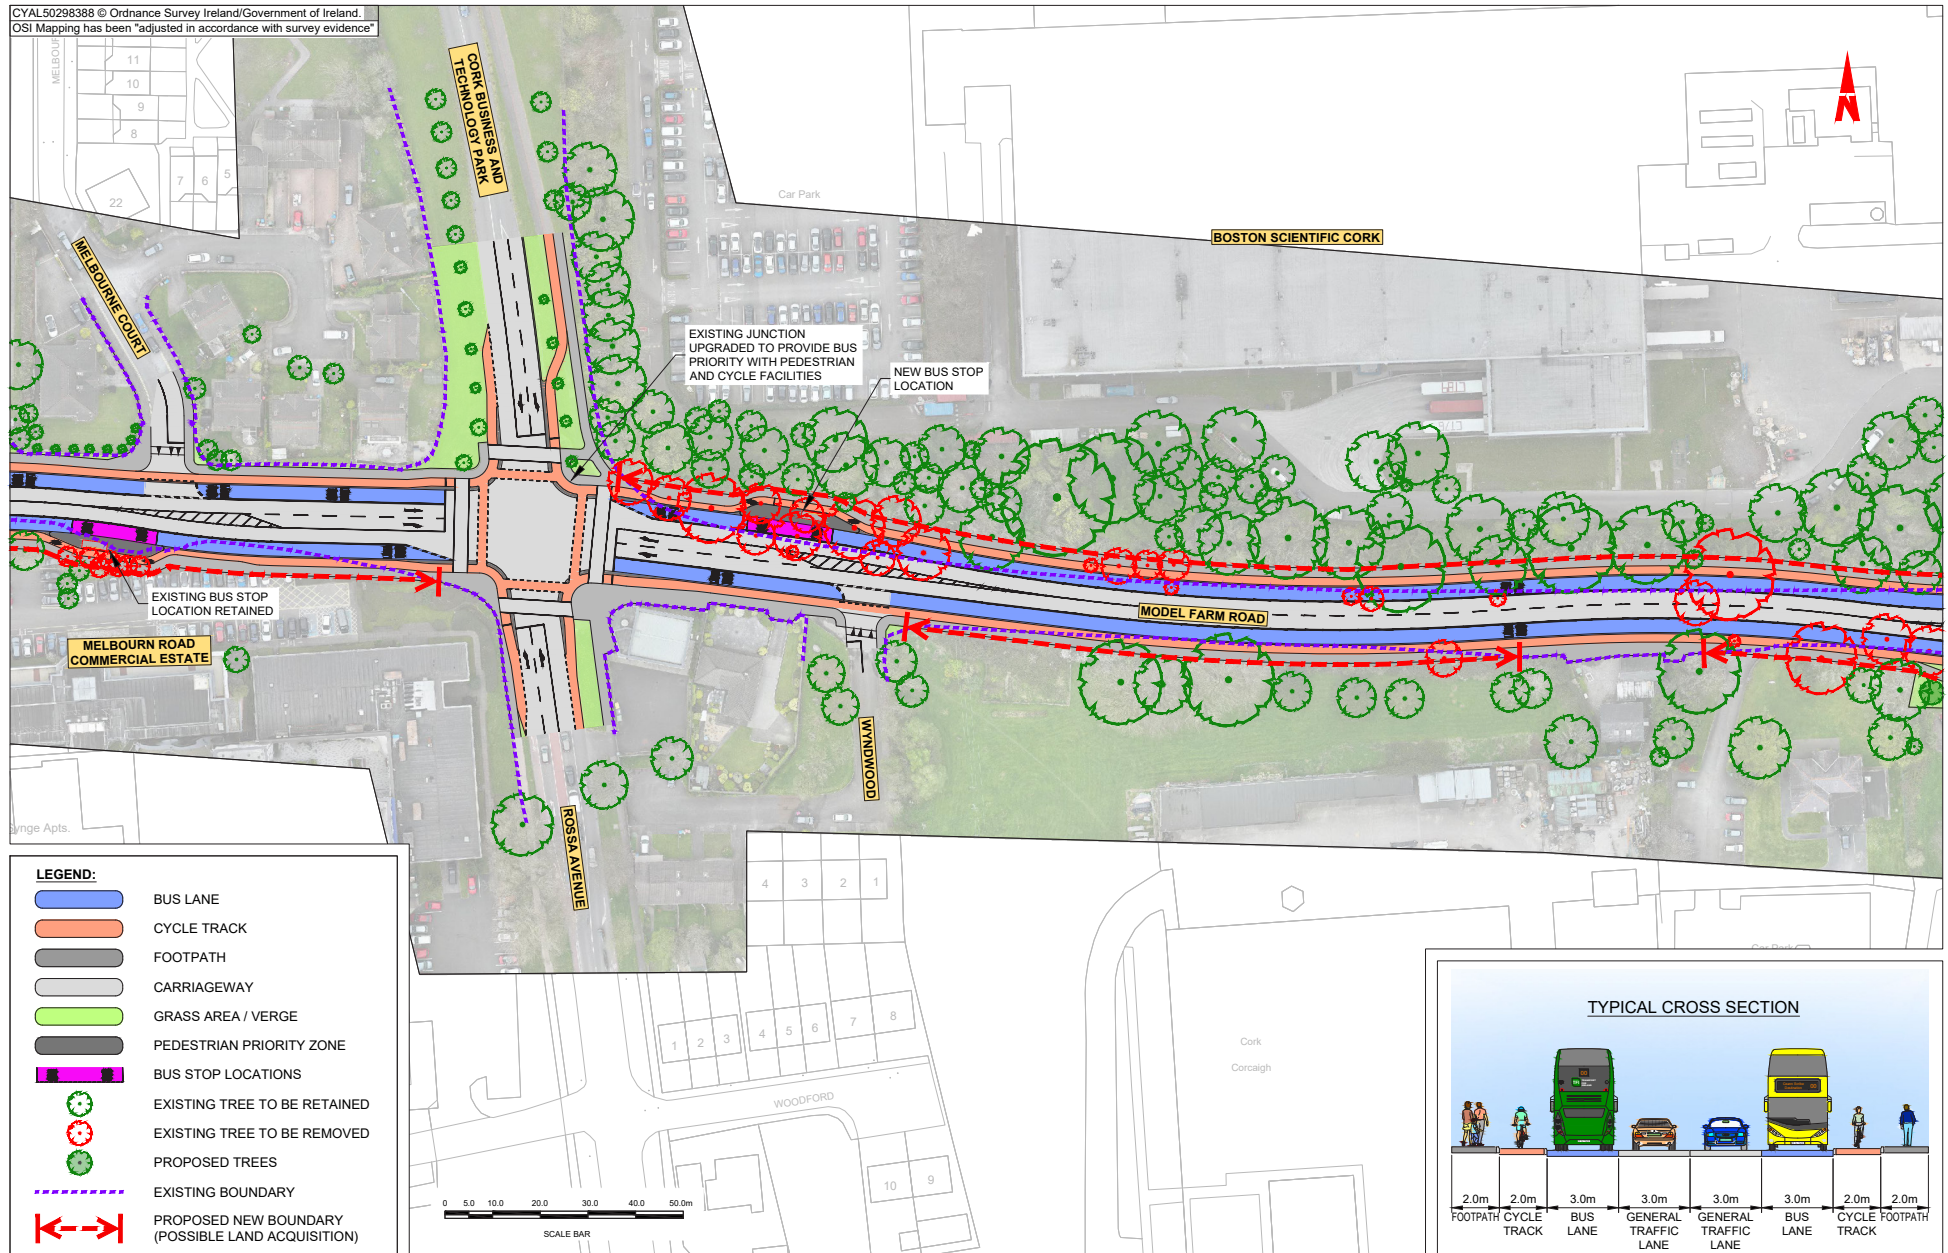 CYAL50298388 © Ordnance Survey Ireland/Government of Ireland.
OSI Mapping has been "adjusted in accordance with survey evidence"
11
10
9
8
7
6
5
22
CORK BUSINESS AND
TECHNOLOGY PARK
MELBOURNE COURT
Car Park
BOSTON SCIENTIFIC CORK
N
EXISTING JUNCTION
UPGRADED TO PROVIDE BUS
PRIORITY WITH PEDESTRIAN
AND CYCLE FACILITIES
NEW BUS STOP
LOCATION
EXISTING BUS STOP
LOCATION RETAINED
MELBOURN ROAD
COMMERCIAL ESTATE
MODEL FARM ROAD
WYNDWOOD
ROSSA AVENUE
Apts.
4
3
2
1
1
2
3
4
5
6
7
8
WOODFORD
10
9
Cork
Corcaigh
Car Park
LEGEND:
BUS LANE
CYCLE TRACK
FOOTPATH
CARRIAGEWAY
GRASS AREA / VERGE
PEDESTRIAN PRIORITY ZONE
BUS STOP LOCATIONS
EXISTING TREE TO BE RETAINED
EXISTING TREE TO BE REMOVED
PROPOSED TREES
EXISTING BOUNDARY
PROPOSED NEW BOUNDARY
(POSSIBLE LAND ACQUISITION)
0 5.0 10.0 20.0 30.0 40.0 50.0m
SCALE BAR
TYPICAL CROSS SECTION
2.0m 2.0m 3.0m 3.0m 3.0m 3.0m 2.0m 2.0m
FOOTPATH CYCLE TRACK BUS LANE GENERAL TRAFFIC LANE GENERAL TRAFFIC LANE BUS LANE CYCLE TRACK FOOTPATH